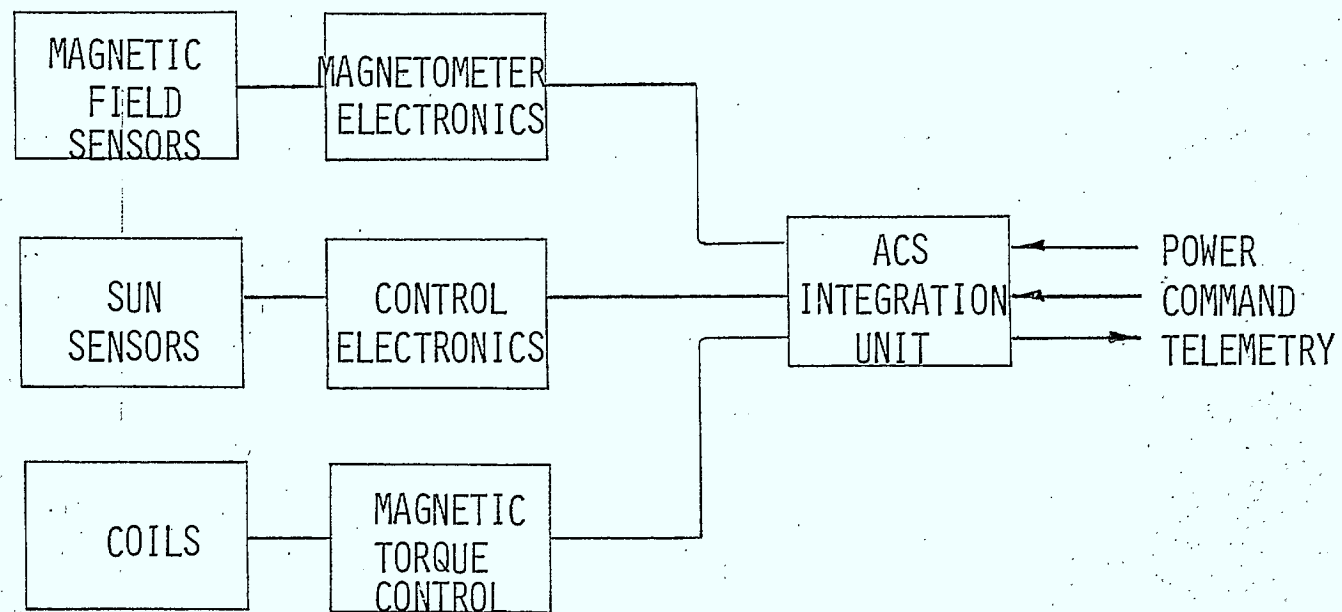 MAGNETIC
FIELD
SENSORS
MAGNETOMETER
ELECTRONICS
SUN
SENSORS
CONTROL
ELECTRONICS
ACS
INTEGRATION
UNIT
POWER
COMMAND
TELEMETRY
COILS
MAGNETIC
TORQUE
CONTROL